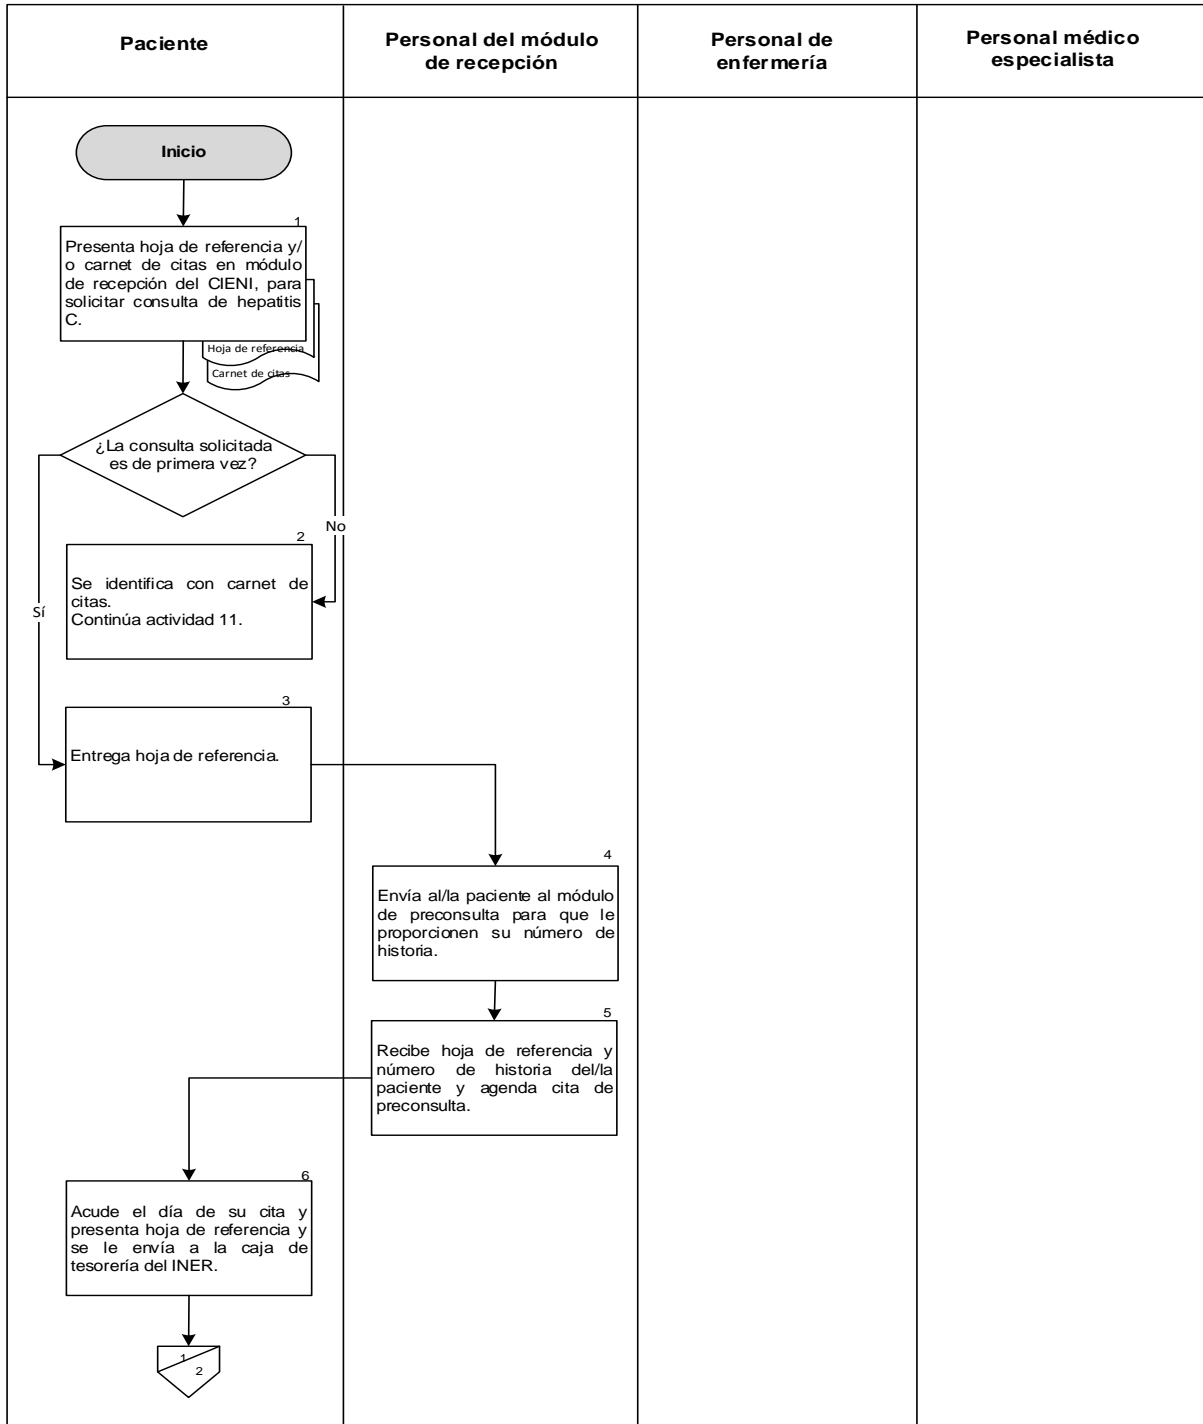 Paciente
Personal del módulo
de recepción
Personal de
enfermería
Personal médico
especialista
Inicio
1
Presenta hoja de referencia y/
o carnet de citas en módulo
de recepción del CIENI, para
solicitar consulta de hepatitis
C.
Hoja de referencia
Carnet de citas
¿La consulta solicitada
es de primera vez?
No
Sí
2
Se identifica con carnet de
citas.
Continúa actividad 11.
3
Entrega hoja de referencia.
4
Envía al/la paciente al módulo
de preconsulta para que le
proporcionen su número de
historia.
5
Recibe hoja de referencia y
número de historia del/la
paciente y agenda cita de
preconsulta.
6
Acude el día de su cita y
presenta hoja de referencia y
se le envía a la caja de
tesorería del INER.
1
2